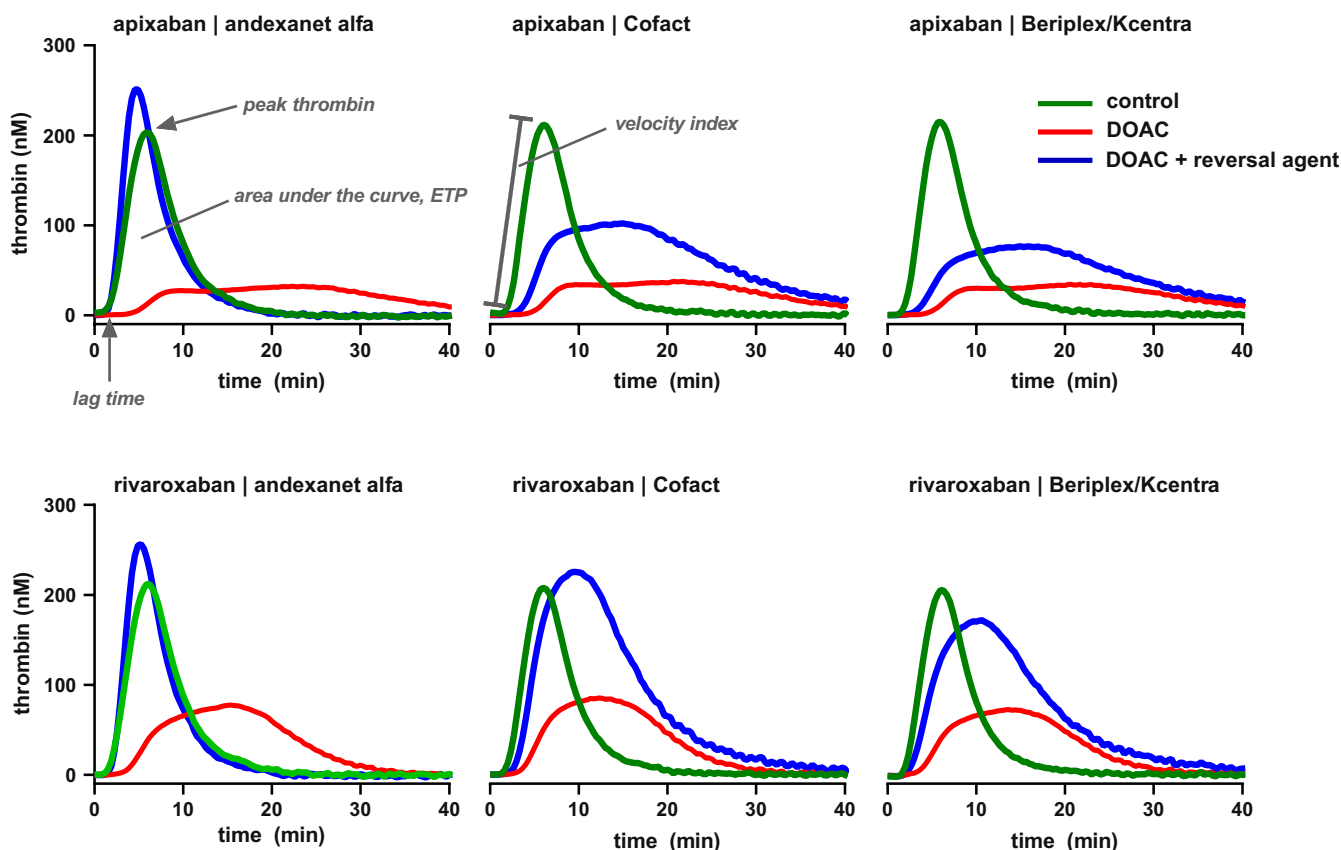 apixaban | andexanet alfa
apixaban | Cofact
apixaban | Beriplex/Kcentra
300
200
100
0
thrombin (nM)
peak thrombin
area under the curve, ETP
velocity index
control
DOAC
DOAC + reversal agent
0 10 20 30 40
0 10 20 30 40
0 10 20 30 40
time (min)
time (min)
time (min)
lag time
rivaroxaban | andexanet alfa
rivaroxaban | Cofact
rivaroxaban | Beriplex/Kcentra
300
200
100
0
thrombin (nM)
0 10 20 30 40
0 10 20 30 40
0 10 20 30 40
time (min)
time (min)
time (min)